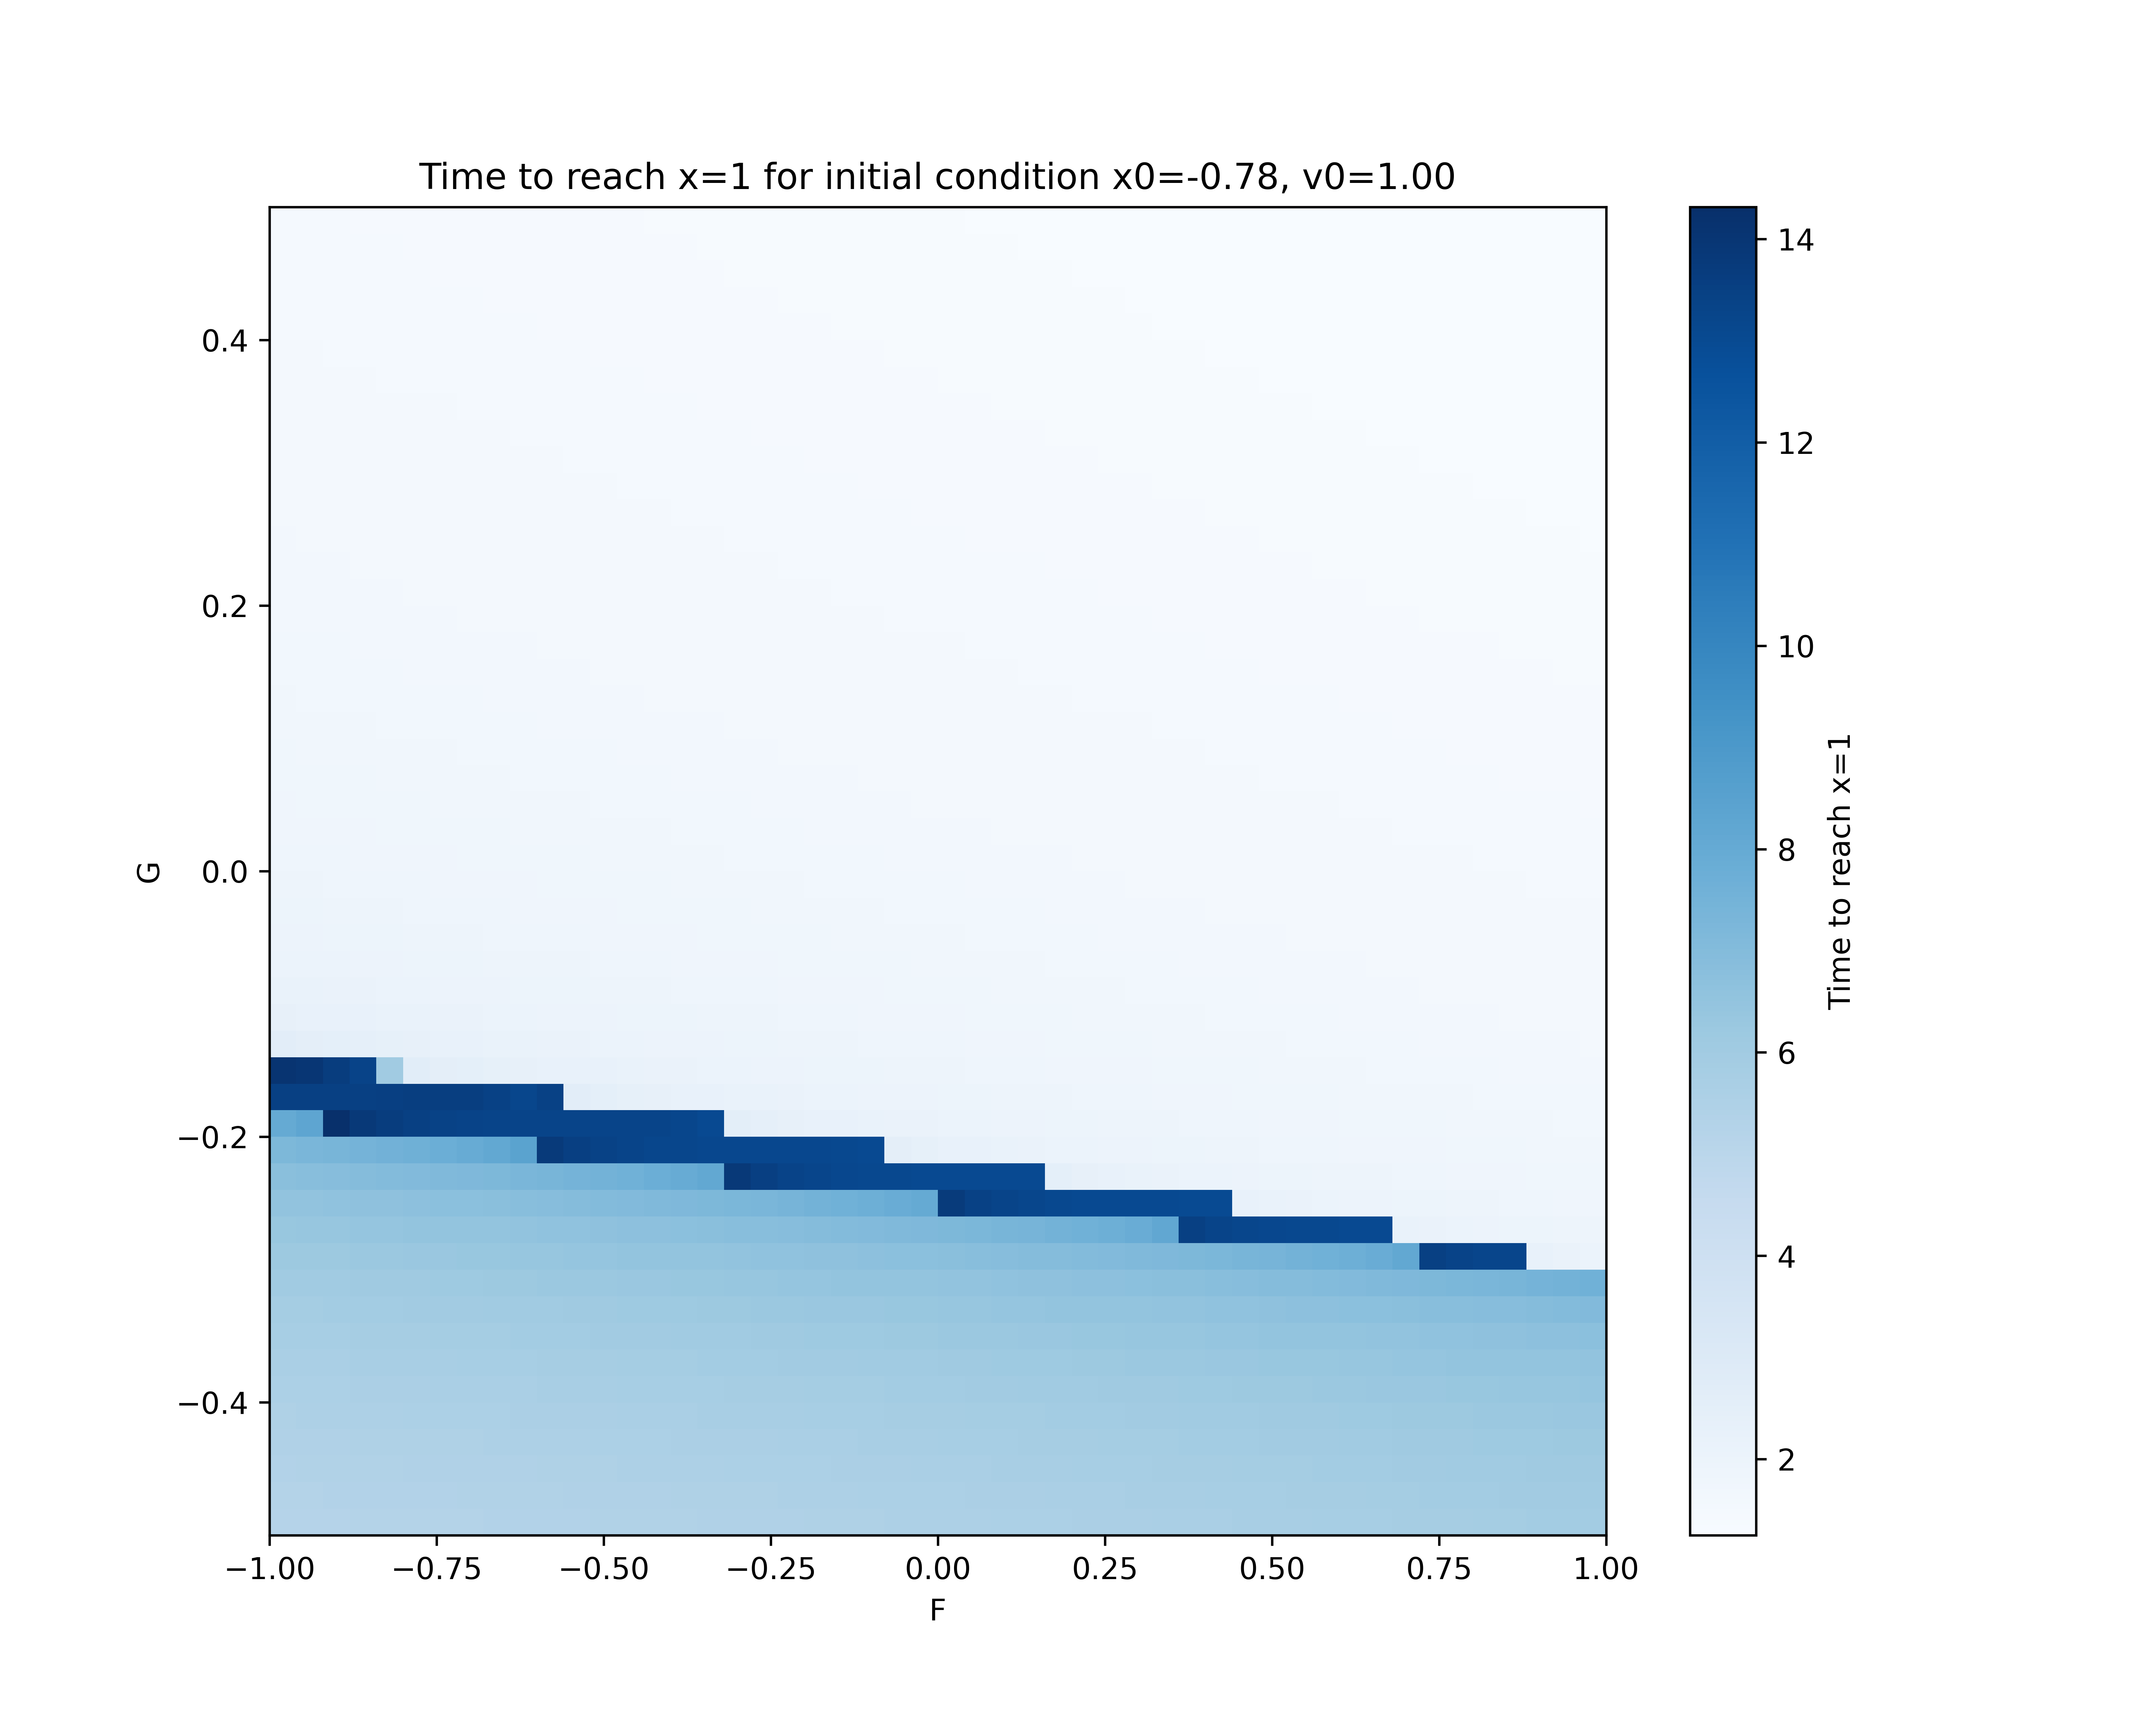 Time to reach x=1 for initial condition x0=-0.78, v0=1.00
0.4
0.2
0.0
−0.2
−0.4
G
−1.00 −0.75 −0.50 −0.25 0.00 0.25 0.50 0.75 1.00
F
14
12
10
8
6
4
2
Time to reach x=1